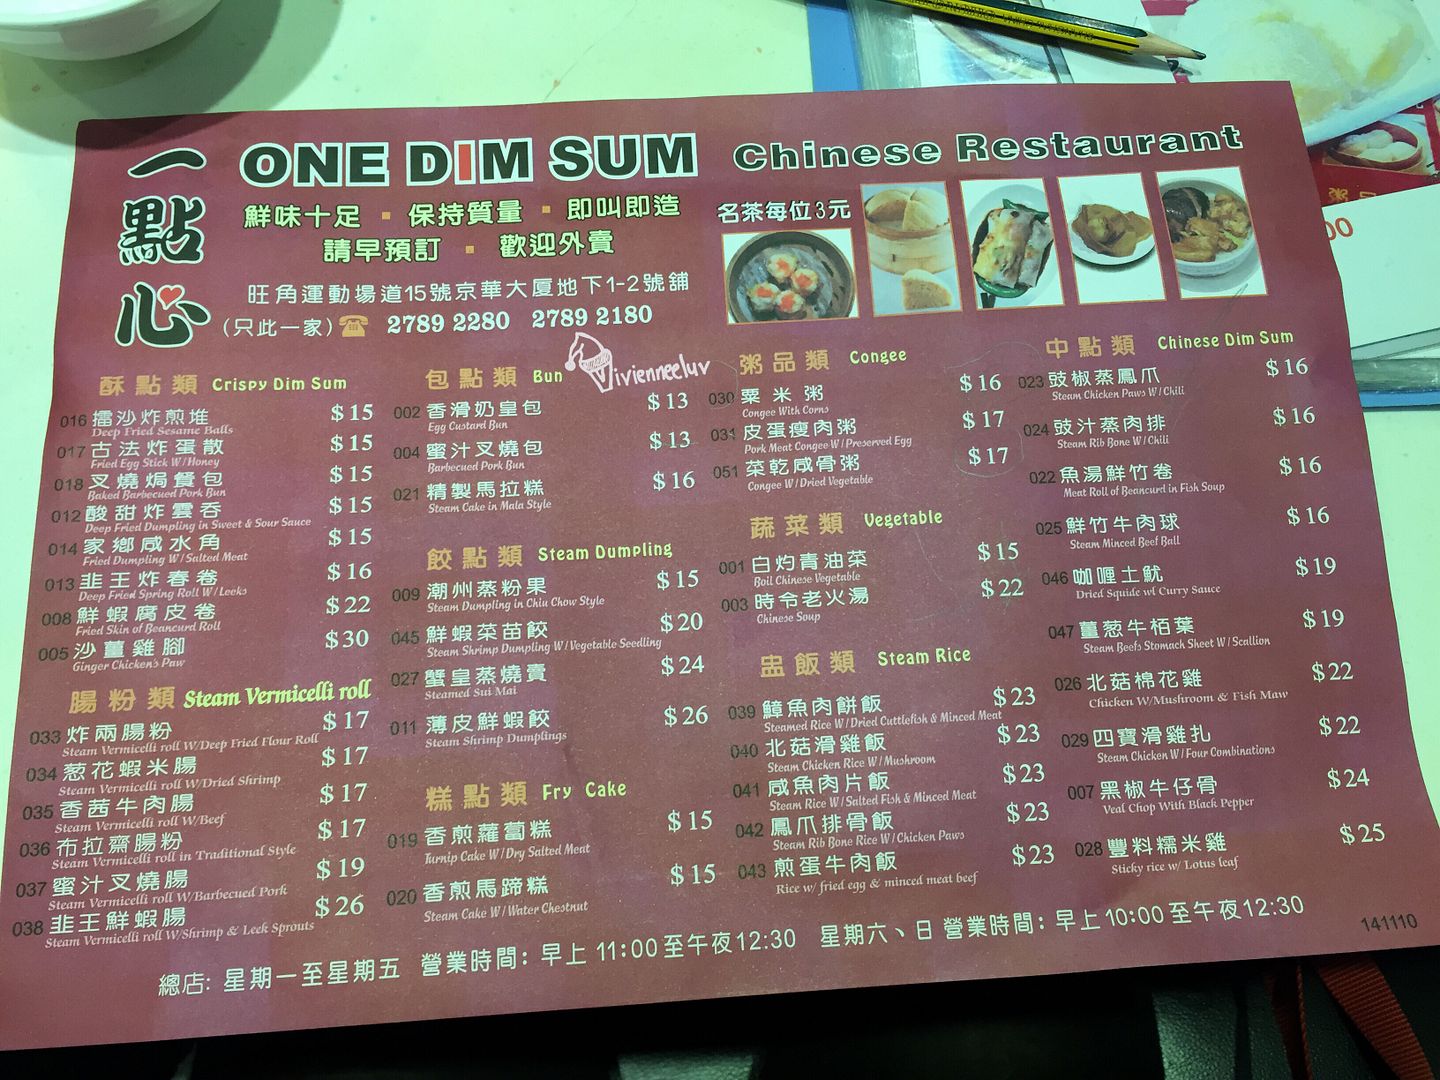 一點心
ONE DIM SUM Chinese Restaurant
鮮味十足 · 保持質量 · 即叫即造
請早預訂 · 歡迎外賣
名茶每位3元
旺角運動場道15號京華大廈地下1-2號舖
(只此一家)☎ 2789 2280 2789 2180
Vivienneeluv
酥點類 Crispy Dim Sum
016 擂沙炸煎堆 $15
Deep Fried Sesame Balls
017 古法炸蛋散 $15
Fried Egg Stick W/Honey
018 叉燒焗餐包 $15
Baked Barbecued Pork Bun
012 酸甜炸雲吞 $15
Deep Fried Dumpling in Sweet & Sour Sauce
014 家鄉咸水角 $15
Fried Dumpling W/Salted Meat
013 韭王炸春卷 $16
Deep Fried Spring Roll W/Leeks
008 鮮蝦腐皮卷 $22
Fried Skin of Beancurd Roll
005 沙薑雞腳 $30
Ginger Chicken's Paw
腸粉類 Steam Vermicelli roll
033 炸兩腸粉 $17
Steam Vermicelli roll W/Deep Fried Flour Roll
034 葱花蝦米腸 $17
Steam Vermicelli roll W/Dried Shrimp
035 香茜牛肉腸 $17
Steam Vermicelli roll W/Beef
036 布拉齋腸粉 $17
Steam Vermicelli roll in Traditional Style
037 蜜汁叉燒腸 $19
Steam Vermicelli roll W/Barbecued Pork
038 韭王鮮蝦腸 $26
Steam Vermicelli roll W/Shrimp & Leek Sprouts
包點類 Bun
002 香滑奶皇包 $13
Egg Custard Bun
004 蜜汁叉燒包 $13
Barbecued Pork Bun
021 精製馬拉糕 $16
Steam Cake in Mala Style
餃點類 Steam Dumpling
009 潮州蒸粉果 $15
Steam Dumpling in Chiu Chow Style
045 鮮蝦菜苗餃 $20
Steam Shrimp Dumpling W/Vegetable Seedling
027 蟹皇蒸燒賣 $24
Steamed Sui Mai
011 薄皮鮮蝦餃 $26
Steam Shrimp Dumplings
糕點類 Fry Cake
019 香煎蘿蔔糕 $15
Turnip Cake W/Dry Salted Meat
020 香煎馬蹄糕 $15
Steam Cake W/Water Chestnut
粥品類 Congee
030 粟米粥 $16
Congee With Corns
031 皮蛋瘦肉粥 $17
Pork Meat Congee W/Preserved Egg
051 菜乾咸骨粥 $17
Congee W/Dried Vegetable
蔬菜類 Vegetable
001 白灼青油菜 $15
Boil Chinese Vegetable
003 時令老火湯 $22
Chinese Soup
盅飯類 Steam Rice
039 鱆魚肉餅飯 $23
Steamed Rice W/Dried Cuttlefish & Minced Meat
040 北菇滑雞飯 $23
Steam Chicken Rice W/Mushroom
041 咸魚肉片飯 $23
Steam Rice W/Salted Fish & Minced Meat
042 鳳爪排骨飯 $23
Steam Rib Bone Rice W/Chicken Paws
043 煎蛋牛肉飯 $23
Rice w/ fried egg & minced meat beef
中點類 Chinese Dim Sum
023 豉椒蒸鳳爪 $16
Steam Chicken Paws W/Chili
024 豉汁蒸肉排 $16
Steam Rib Bone W/Chili
022 魚湯鮮竹卷 $16
Meat Roll of Beancurd in Fish Soup
025 鮮竹牛肉球 $16
Steam Minced Beef Ball
046 咖喱土魷 $19
Dried Squide w/ Curry Sauce
047 薑葱牛栢葉 $19
Steam Beefs Stomach Sheet W/Scallion
026 北菇棉花雞 $22
Chicken W/Mushroom & Fish Maw
029 四寶滑雞扎 $22
Steam Chicken W/Four Combinations
007 黑椒牛仔骨 $24
Veal Chop With Black Pepper
028 豐料糯米雞 $25
Sticky rice w/ Lotus leaf
總店: 星期一至星期五 營業時間: 早上 11:00至午夜12:30 星期六、日 營業時間: 早上 10:00至午夜12:30
141110